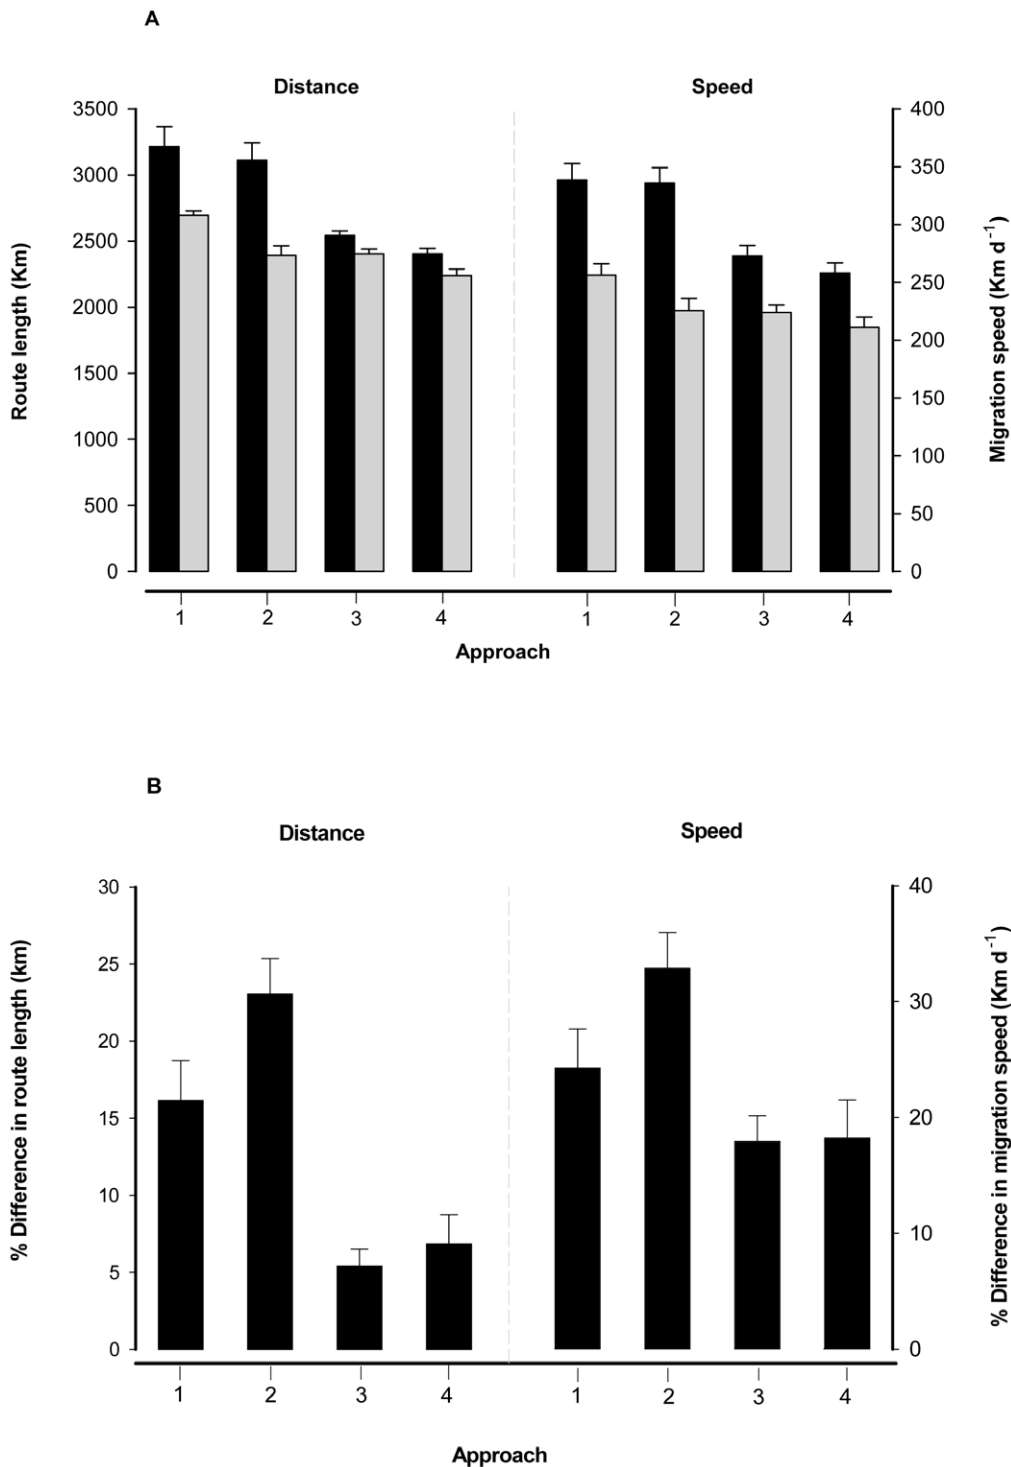 A
Distance Speed
3500 400
3000 350
2500 300
2000 250
1500 200
1000 150
500 100
0 50
0
Route length (Km)
Migration speed (Km d⁻¹)
1 2 3 4 1 2 3 4
Approach
B
Distance Speed
30 40
25 30
20 20
15 10
10 0
5
0
% Difference in route length (km)
% Difference in migration speed (Km d⁻¹)
1 2 3 4 1 2 3 4
Approach